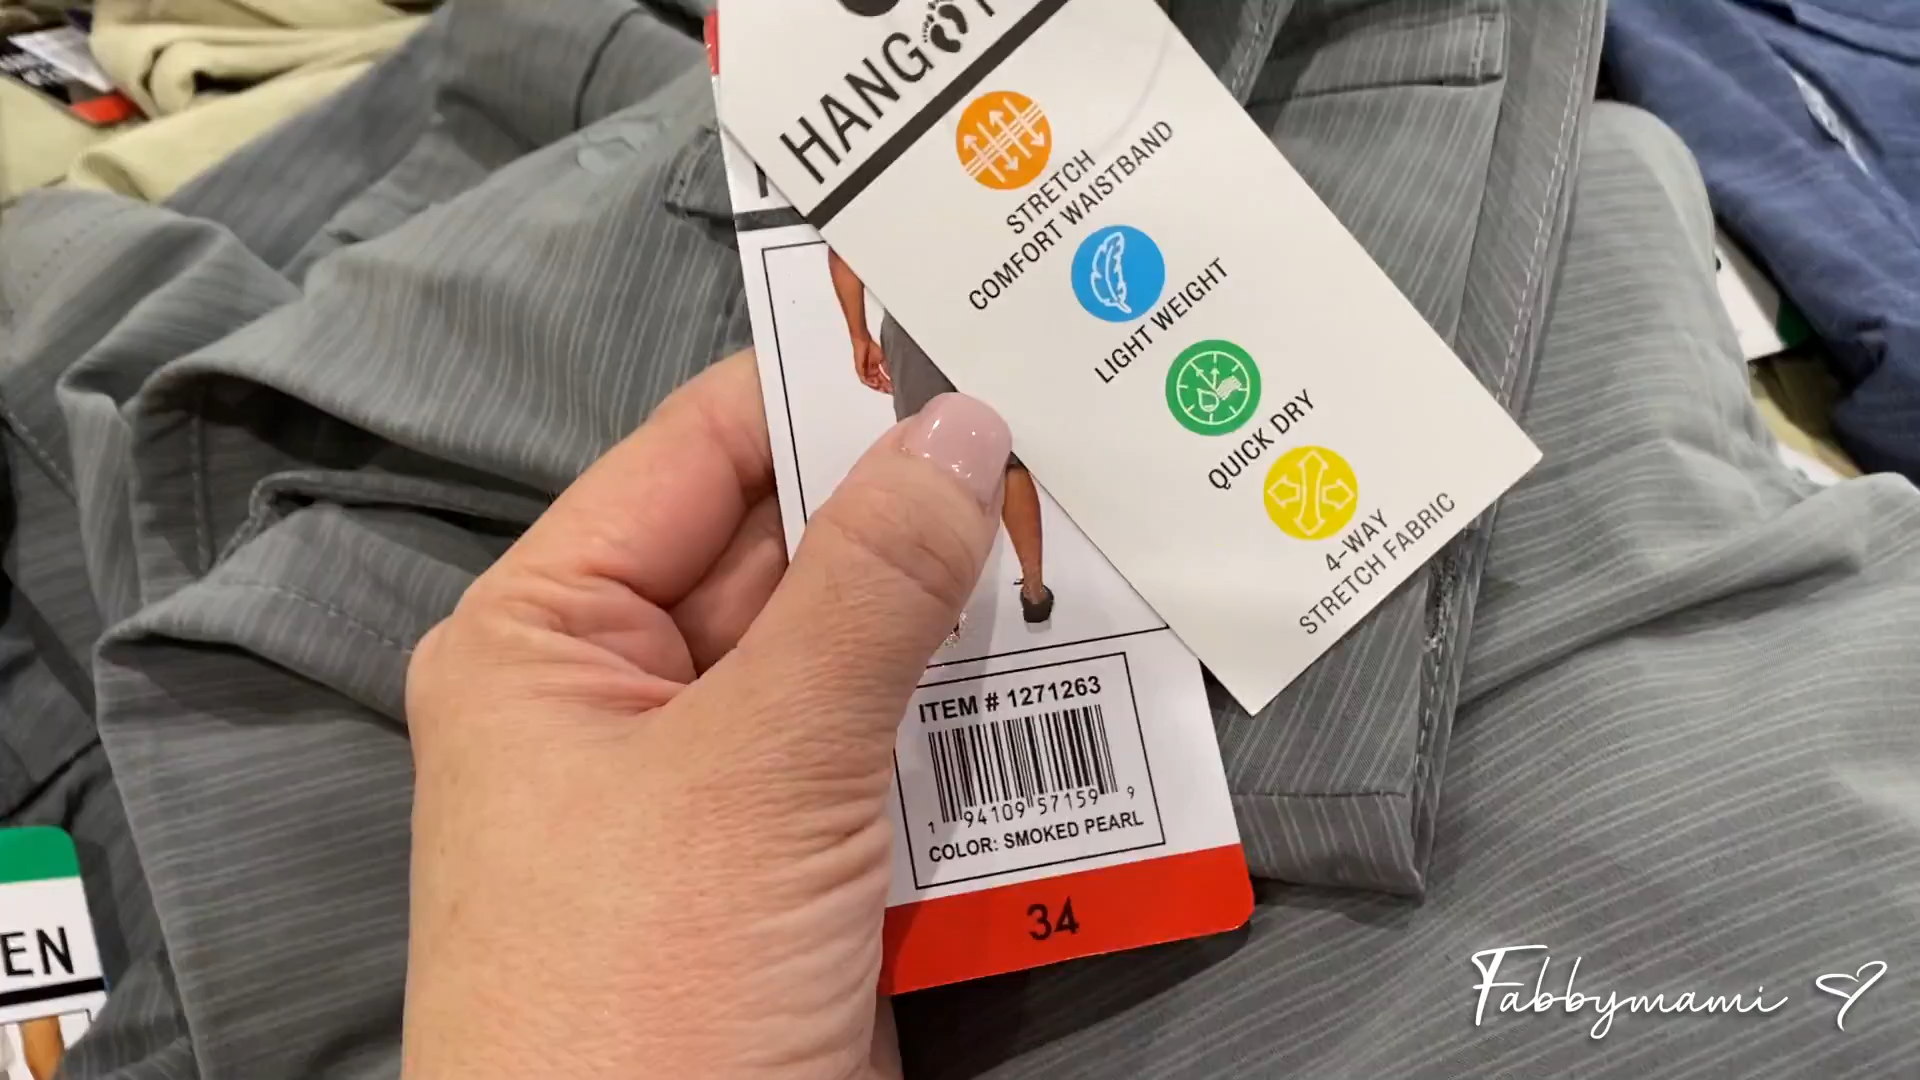 HANG
STRETCH
COMFORT WAISTBAND
LIGHT WEIGHT
QUICK DRY
4-WAY
STRETCH FABRIC
ITEM # 1271263
1 94109 57159 9
COLOR: SMOKED PEARL
34
EN
Fabbymami